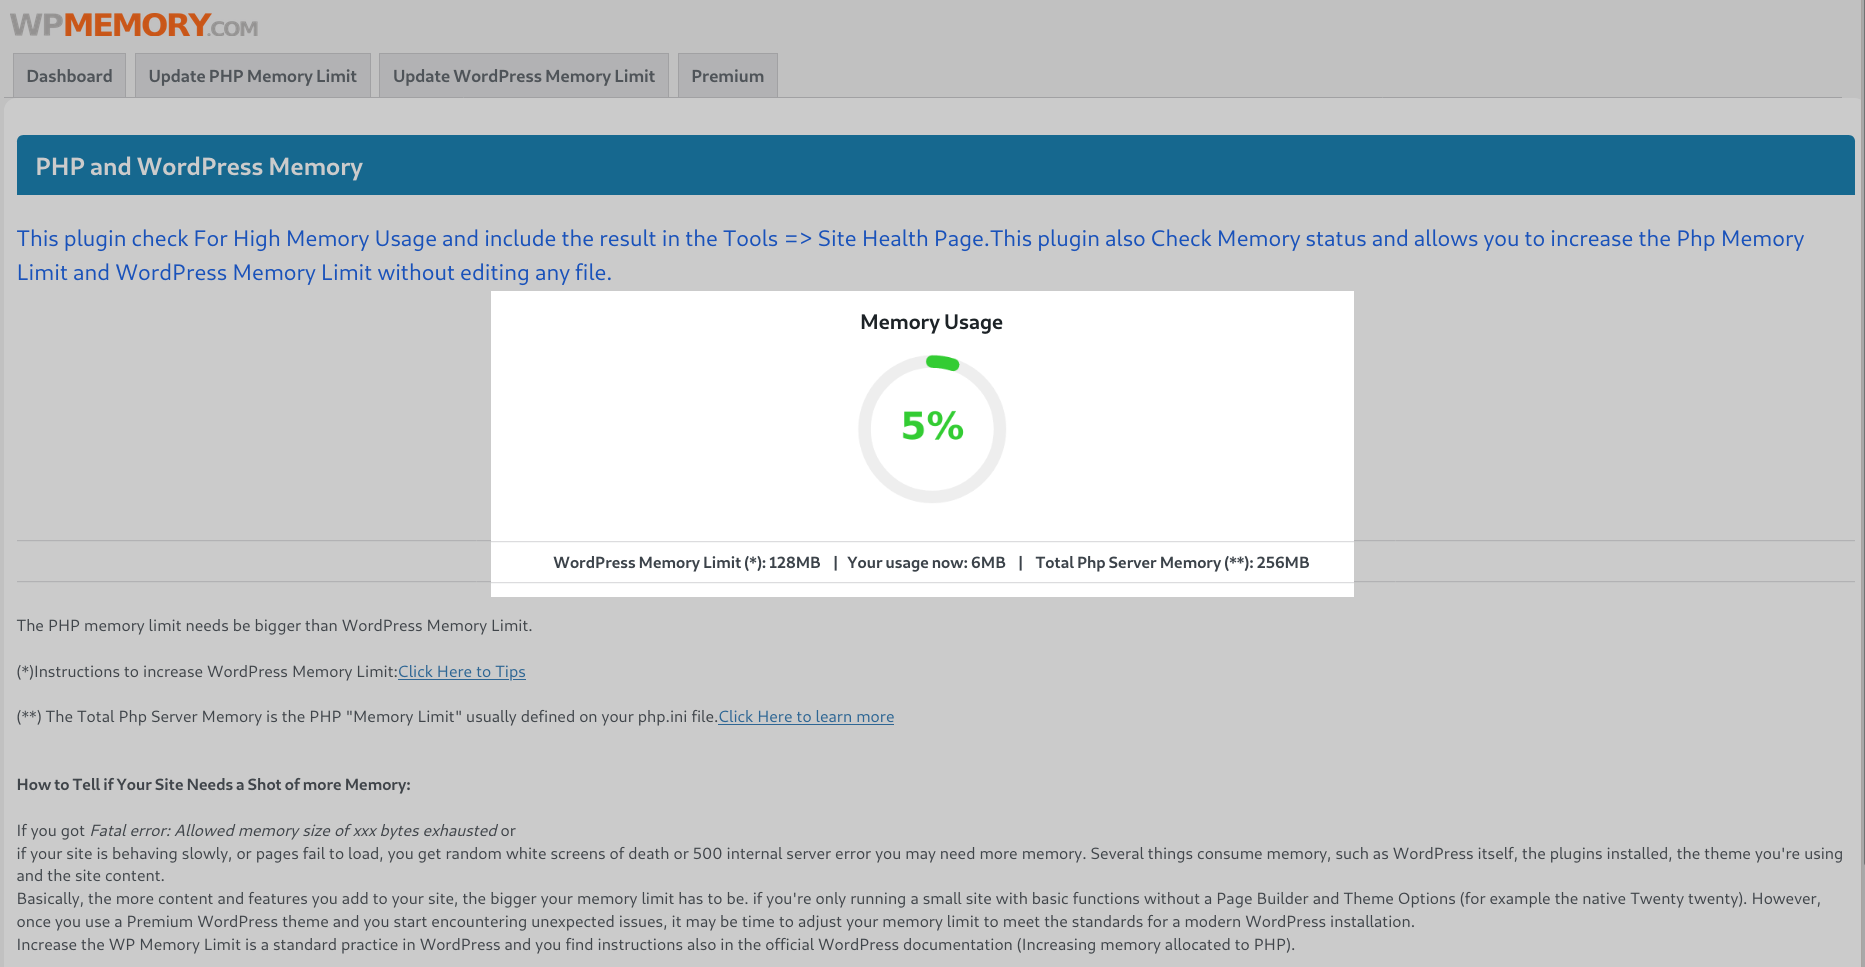 WPMEMORY.COM
Dashboard
Update PHP Memory Limit
Update WordPress Memory Limit
Premium
PHP and WordPress Memory
This plugin check For High Memory Usage and include the result in the Tools => Site Health Page.This plugin also Check Memory status and allows you to increase the Php Memory
Limit and WordPress Memory Limit without editing any file.
Memory Usage
5%
WordPress Memory Limit (*): 128MB | Your usage now: 6MB | Total Php Server Memory (**): 256MB
The PHP memory limit needs be bigger than WordPress Memory Limit.
(*)Instructions to increase WordPress Memory Limit:Click Here to Tips
(**) The Total Php Server Memory is the PHP "Memory Limit" usually defined on your php.ini file.Click Here to learn more
How to Tell if Your Site Needs a Shot of more Memory:
If you got Fatal error: Allowed memory size of xxx bytes exhausted or
if your site is behaving slowly, or pages fail to load, you get random white screens of death or 500 internal server error you may need more memory. Several things consume memory, such as WordPress itself, the plugins installed, the theme you're using
and the site content.
Basically, the more content and features you add to your site, the bigger your memory limit has to be. if you're only running a small site with basic functions without a Page Builder and Theme Options (for example the native Twenty twenty). However,
once you use a Premium WordPress theme and you start encountering unexpected issues, it may be time to adjust your memory limit to meet the standards for a modern WordPress installation.
Increase the WP Memory Limit is a standard practice in WordPress and you find instructions also in the official WordPress documentation (Increasing memory allocated to PHP).